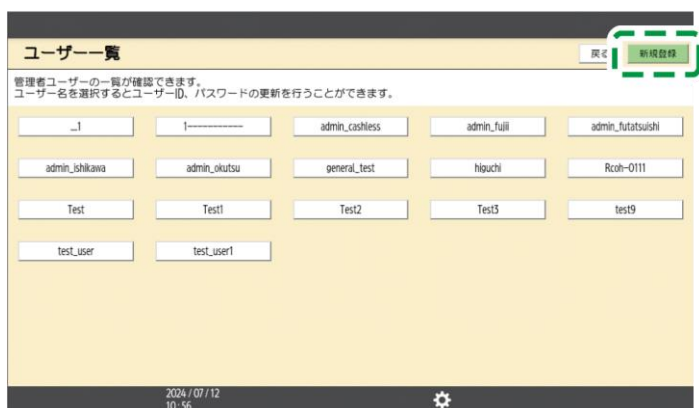 ユーザー一覧
戻る
新規登録
管理者ユーザーの一覧が確認できます。
ユーザー名を選択するとユーザーID、パスワードの更新を行うことができます。
_1
1-----------
admin_cashless
admin_fujii
admin_futatsuishi
admin_ishikawa
admin_okutsu
general_test
higuchi
Rcoh-0111
Test
Test1
Test2
Test3
test9
test_user
test_user1
2024 / 07 / 12
10 : 56